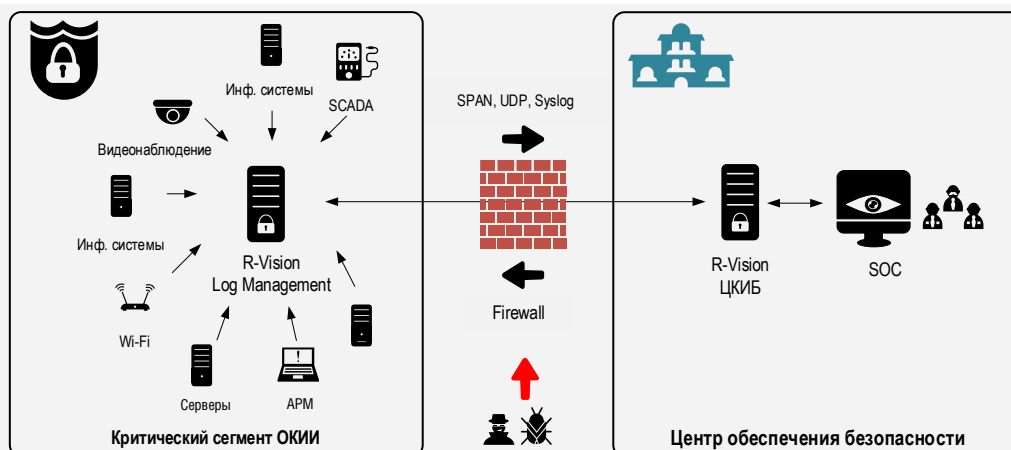 Инф. системы
SCADA
Видеонаблюдение
Инф. системы
R-Vision
Log Management
Wi-Fi
Серверы
АРМ
Критический сегмент ОКИИ
SPAN, UDP, Syslog
Firewall
R-Vision
ЦКИБ
SOC
Центр обеспечения безопасности